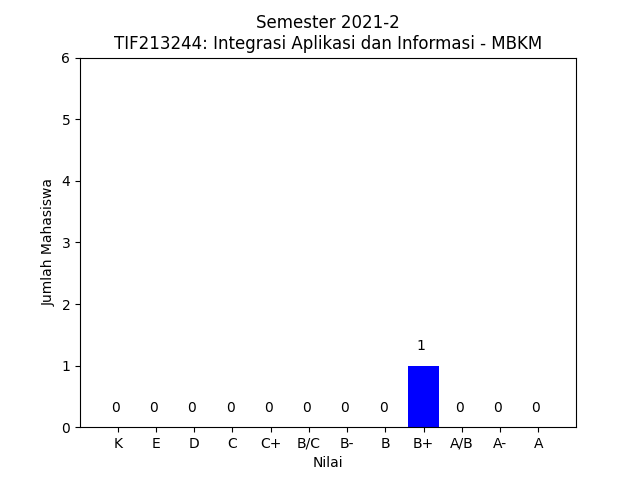 Semester 2021-2
TIF213244: Integrasi Aplikasi dan Informasi - MBKM
6
5
4
3
2
1
0
Jumlah Mahasiswa
0 0 0 0 0 0 0 0 1 0 0 0
K E D C C+ B/C B- B B+ A/B A- A
Nilai